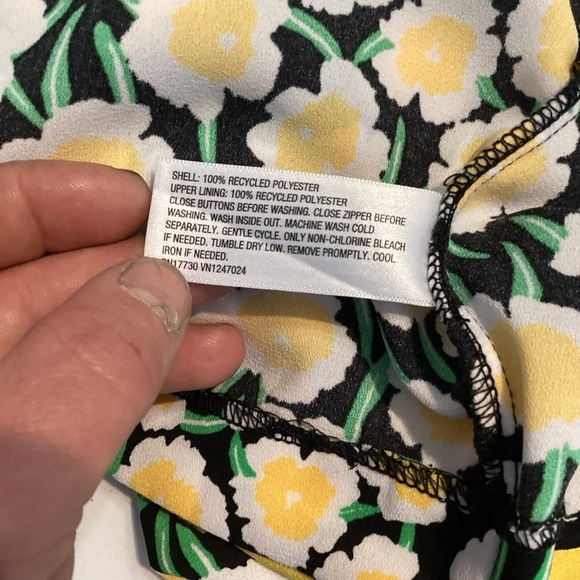 SHELL: 100% RECYCLED POLYESTER
UPPER LINING: 100% RECYCLED POLYESTER
CLOSE BUTTONS BEFORE WASHING. CLOSE ZIPPER BEFORE
WASHING. WASH INSIDE OUT. MACHINE WASH COLD
SEPARATELY. GENTLE CYCLE. ONLY NON-CHLORINE BLEACH
IF NEEDED. TUMBLE DRY LOW. REMOVE PROMPTLY. COOL
IRON IF NEEDED.
VN1247024